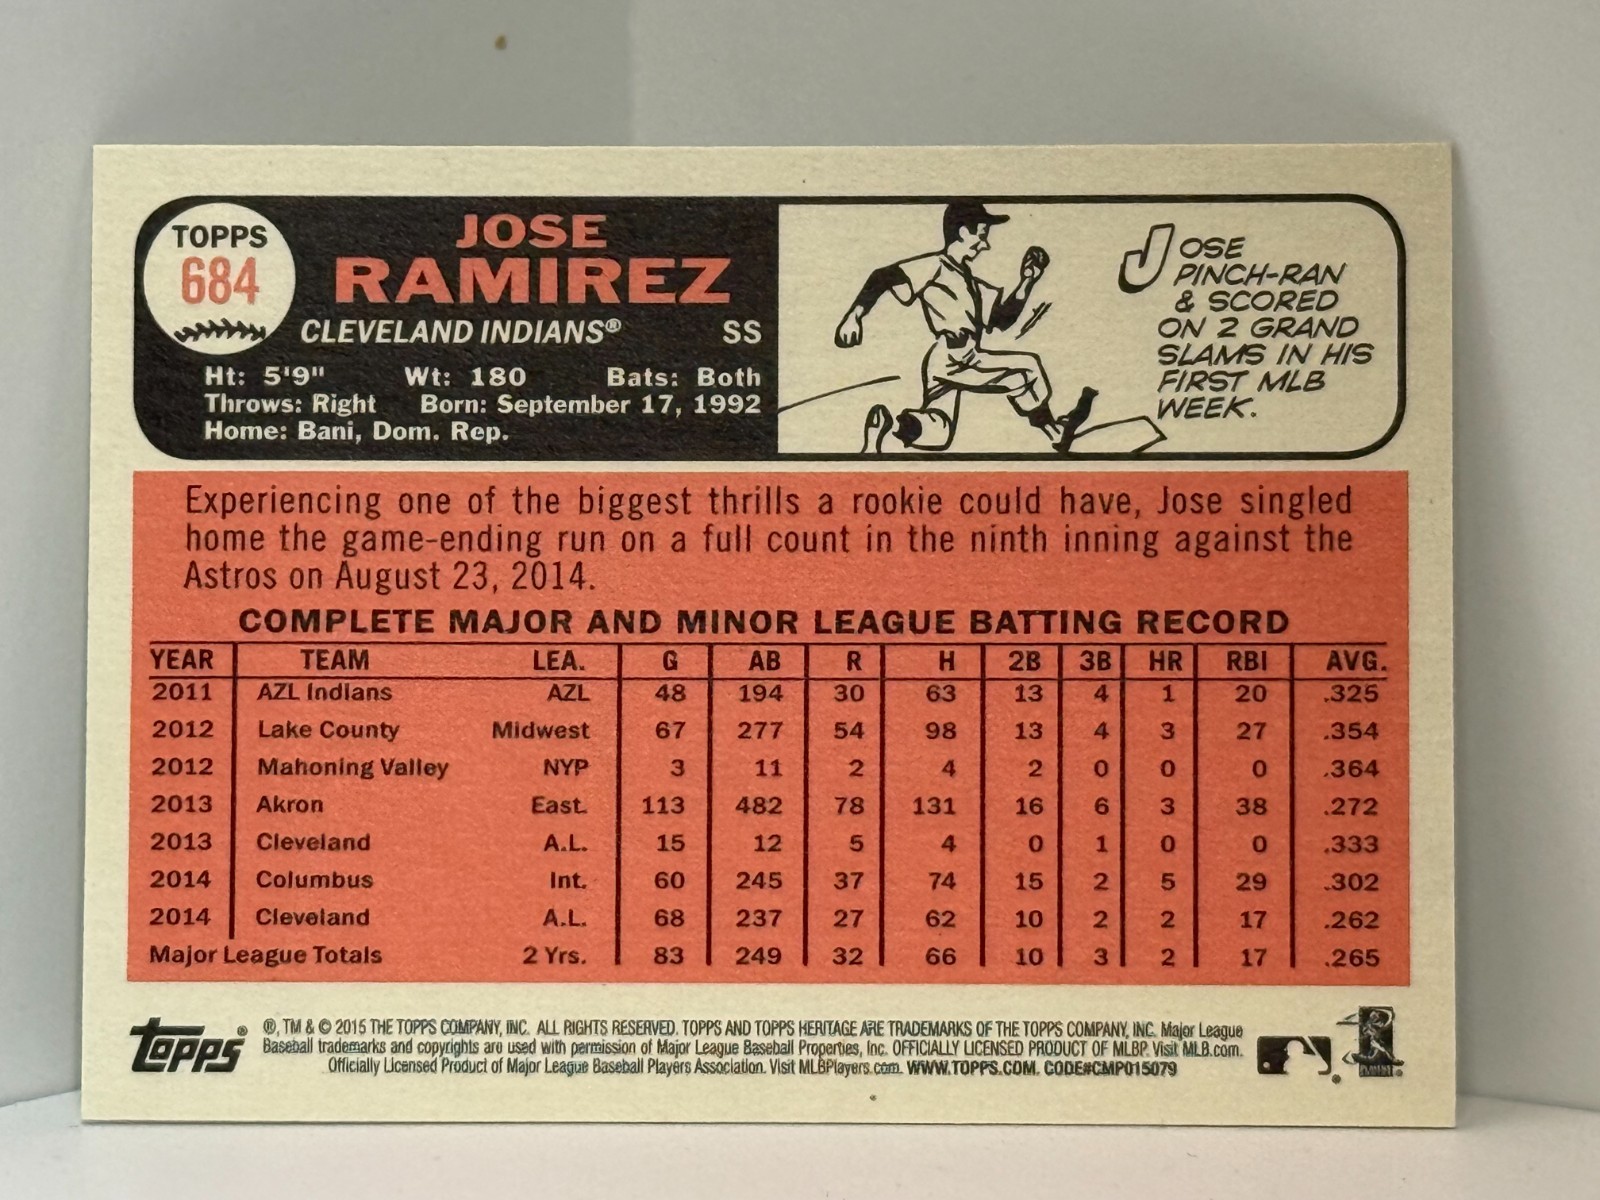 TOPPS
684
JOSE
RAMIREZ
CLEVELAND INDIANS® SS
Ht: 5'9" Wt: 180 Bats: Both
Throws: Right Born: September 17, 1992
Home: Bani, Dom. Rep.
JOSE
PINCH-RAN
& SCORED
ON 2 GRAND
SLAMS IN HIS
FIRST MLB
WEEK.
Experiencing one of the biggest thrills a rookie could have, Jose singled
home the game-ending run on a full count in the ninth inning against the
Astros on August 23, 2014.
COMPLETE MAJOR AND MINOR LEAGUE BATTING RECORD
YEAR TEAM LEA. G AB R H 2B 3B HR RBI AVG.
2011 AZL Indians AZL 48 194 30 63 13 4 1 20 .325
2012 Lake County Midwest 67 277 54 98 13 4 3 27 .354
2012 Mahoning Valley NYP 3 11 2 4 2 0 0 0 .364
2013 Akron East. 113 482 78 131 16 6 3 38 .272
2013 Cleveland A.L. 15 12 5 4 0 1 0 0 .333
2014 Columbus Int. 60 245 37 74 15 2 5 29 .302
2014 Cleveland A.L. 68 237 27 62 10 2 2 17 .262
Major League Totals 2 Yrs. 83 249 32 66 10 3 2 17 .265
Topps®
®, TM & © 2015 THE TOPPS COMPANY, INC. ALL RIGHTS RESERVED. TOPPS AND TOPPS HERITAGE ARE TRADEMARKS OF THE TOPPS COMPANY, INC. Major League
Baseball trademarks and copyrights are used with permission of Major League Baseball Properties, Inc. OFFICIALLY LICENSED PRODUCT OF MLBP. Visit MLB.com.
Officially Licensed Product of Major League Baseball Players Association. Visit MLBPlayers.com. WWW.TOPPS.COM. CODE#CMP015079